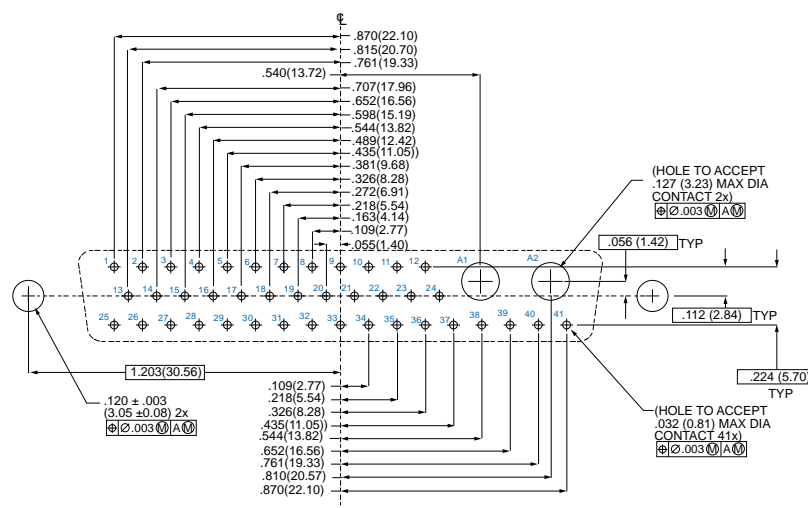 ℄
.870(22.10)
.815(20.70)
.761(19.33)
.540(13.72)
.707(17.96)
.652(16.56)
.598(15.19)
.544(13.82)
.489(12.42)
.435(11.05))
.381(9.68)
.326(8.28)
.272(6.91)
.218(5.54)
.163(4.14)
.109(2.77)
.055(1.40)
(HOLE TO ACCEPT
.127 (3.23) MAX DIA
CONTACT 2x)
⌖ Ø.003 Ⓜ A Ⓜ
.056 (1.42) TYP
1 2 3 4 5 6 7 8 9 10 11 12 A1 A2
13 14 15 16 17 18 19 20 21 22 23 24
25 26 27 28 29 30 31 32 33 34 35 36 37 38 39 40 41
.112 (2.84) TYP
1.203(30.56)
.224 (5.70)
TYP
.120 ± .003
(3.05 ±0.08) 2x
⌖ Ø.003 Ⓜ A Ⓜ
.109(2.77)
.218(5.54)
.326(8.28)
.435(11.05))
.544(13.82)
.652(16.56)
.761(19.33)
.810(20.57)
.870(22.10)
(HOLE TO ACCEPT
.032 (0.81) MAX DIA
CONTACT 41x)
⌖ Ø.003 Ⓜ A Ⓜ